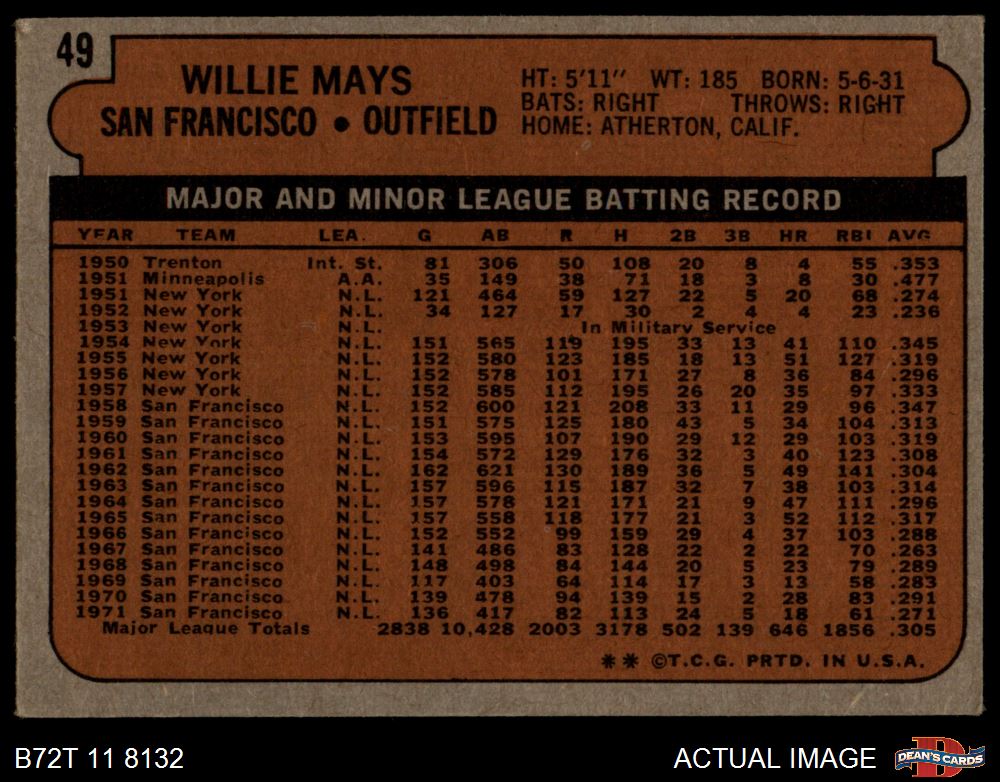 49
WILLIE MAYS
SAN FRANCISCO • OUTFIELD
HT: 5'11" WT: 185 BORN: 5-6-31
BATS: RIGHT THROWS: RIGHT
HOME: ATHERTON, CALIF.
MAJOR AND MINOR LEAGUE BATTING RECORD
YEAR TEAM LEA. G AB R H 2B 3B HR RBI AVG
1950 Trenton Int. St. 81 306 50 108 20 8 4 55 .353
1951 Minneapolis A.A. 35 149 38 71 18 3 8 30 .477
1951 New York N.L. 121 464 59 127 22 5 20 68 .274
1952 New York N.L. 34 127 17 30 2 4 4 23 .236
1953 New York N.L. In Military Service
1954 New York N.L. 151 565 119 195 33 13 41 110 .345
1955 New York N.L. 152 580 123 185 18 13 51 127 .319
1956 New York N.L. 152 578 101 171 27 8 36 84 .296
1957 New York N.L. 152 585 112 195 26 20 35 97 .333
1958 San Francisco N.L. 152 600 121 208 33 11 29 96 .347
1959 San Francisco N.L. 151 575 125 180 43 5 34 104 .313
1960 San Francisco N.L. 153 595 107 190 29 12 29 103 .319
1961 San Francisco N.L. 154 572 129 176 32 3 40 123 .308
1962 San Francisco N.L. 162 621 130 189 36 5 49 141 .304
1963 San Francisco N.L. 157 596 115 187 32 7 38 103 .314
1964 San Francisco N.L. 157 578 121 171 21 9 47 111 .296
1965 San Francisco N.L. 157 558 118 177 21 3 52 112 .317
1966 San Francisco N.L. 152 552 99 159 29 4 37 103 .288
1967 San Francisco N.L. 141 486 83 128 22 2 22 70 .263
1968 San Francisco N.L. 148 498 84 144 20 5 23 79 .289
1969 San Francisco N.L. 117 403 64 114 17 3 13 58 .283
1970 San Francisco N.L. 139 478 94 139 15 2 28 83 .291
1971 San Francisco N.L. 136 417 82 113 24 5 18 61 .271
Major League Totals 2838 10,428 2003 3178 502 139 646 1856 .305
** ©T.C.G. PRTD. IN U.S.A.
B72T 11 8132
ACTUAL IMAGE
D
DEAN'S CARDS